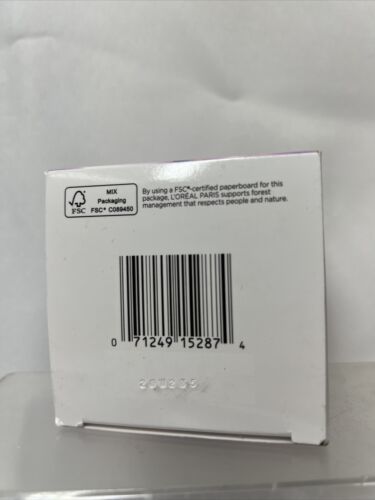 FSC
MIX
Packaging
FSC® C089450
By using a FSC®-certified paperboard for this
package, L'ORÉAL PARIS supports forest
management that respects people and nature.
0 71249 15287 4